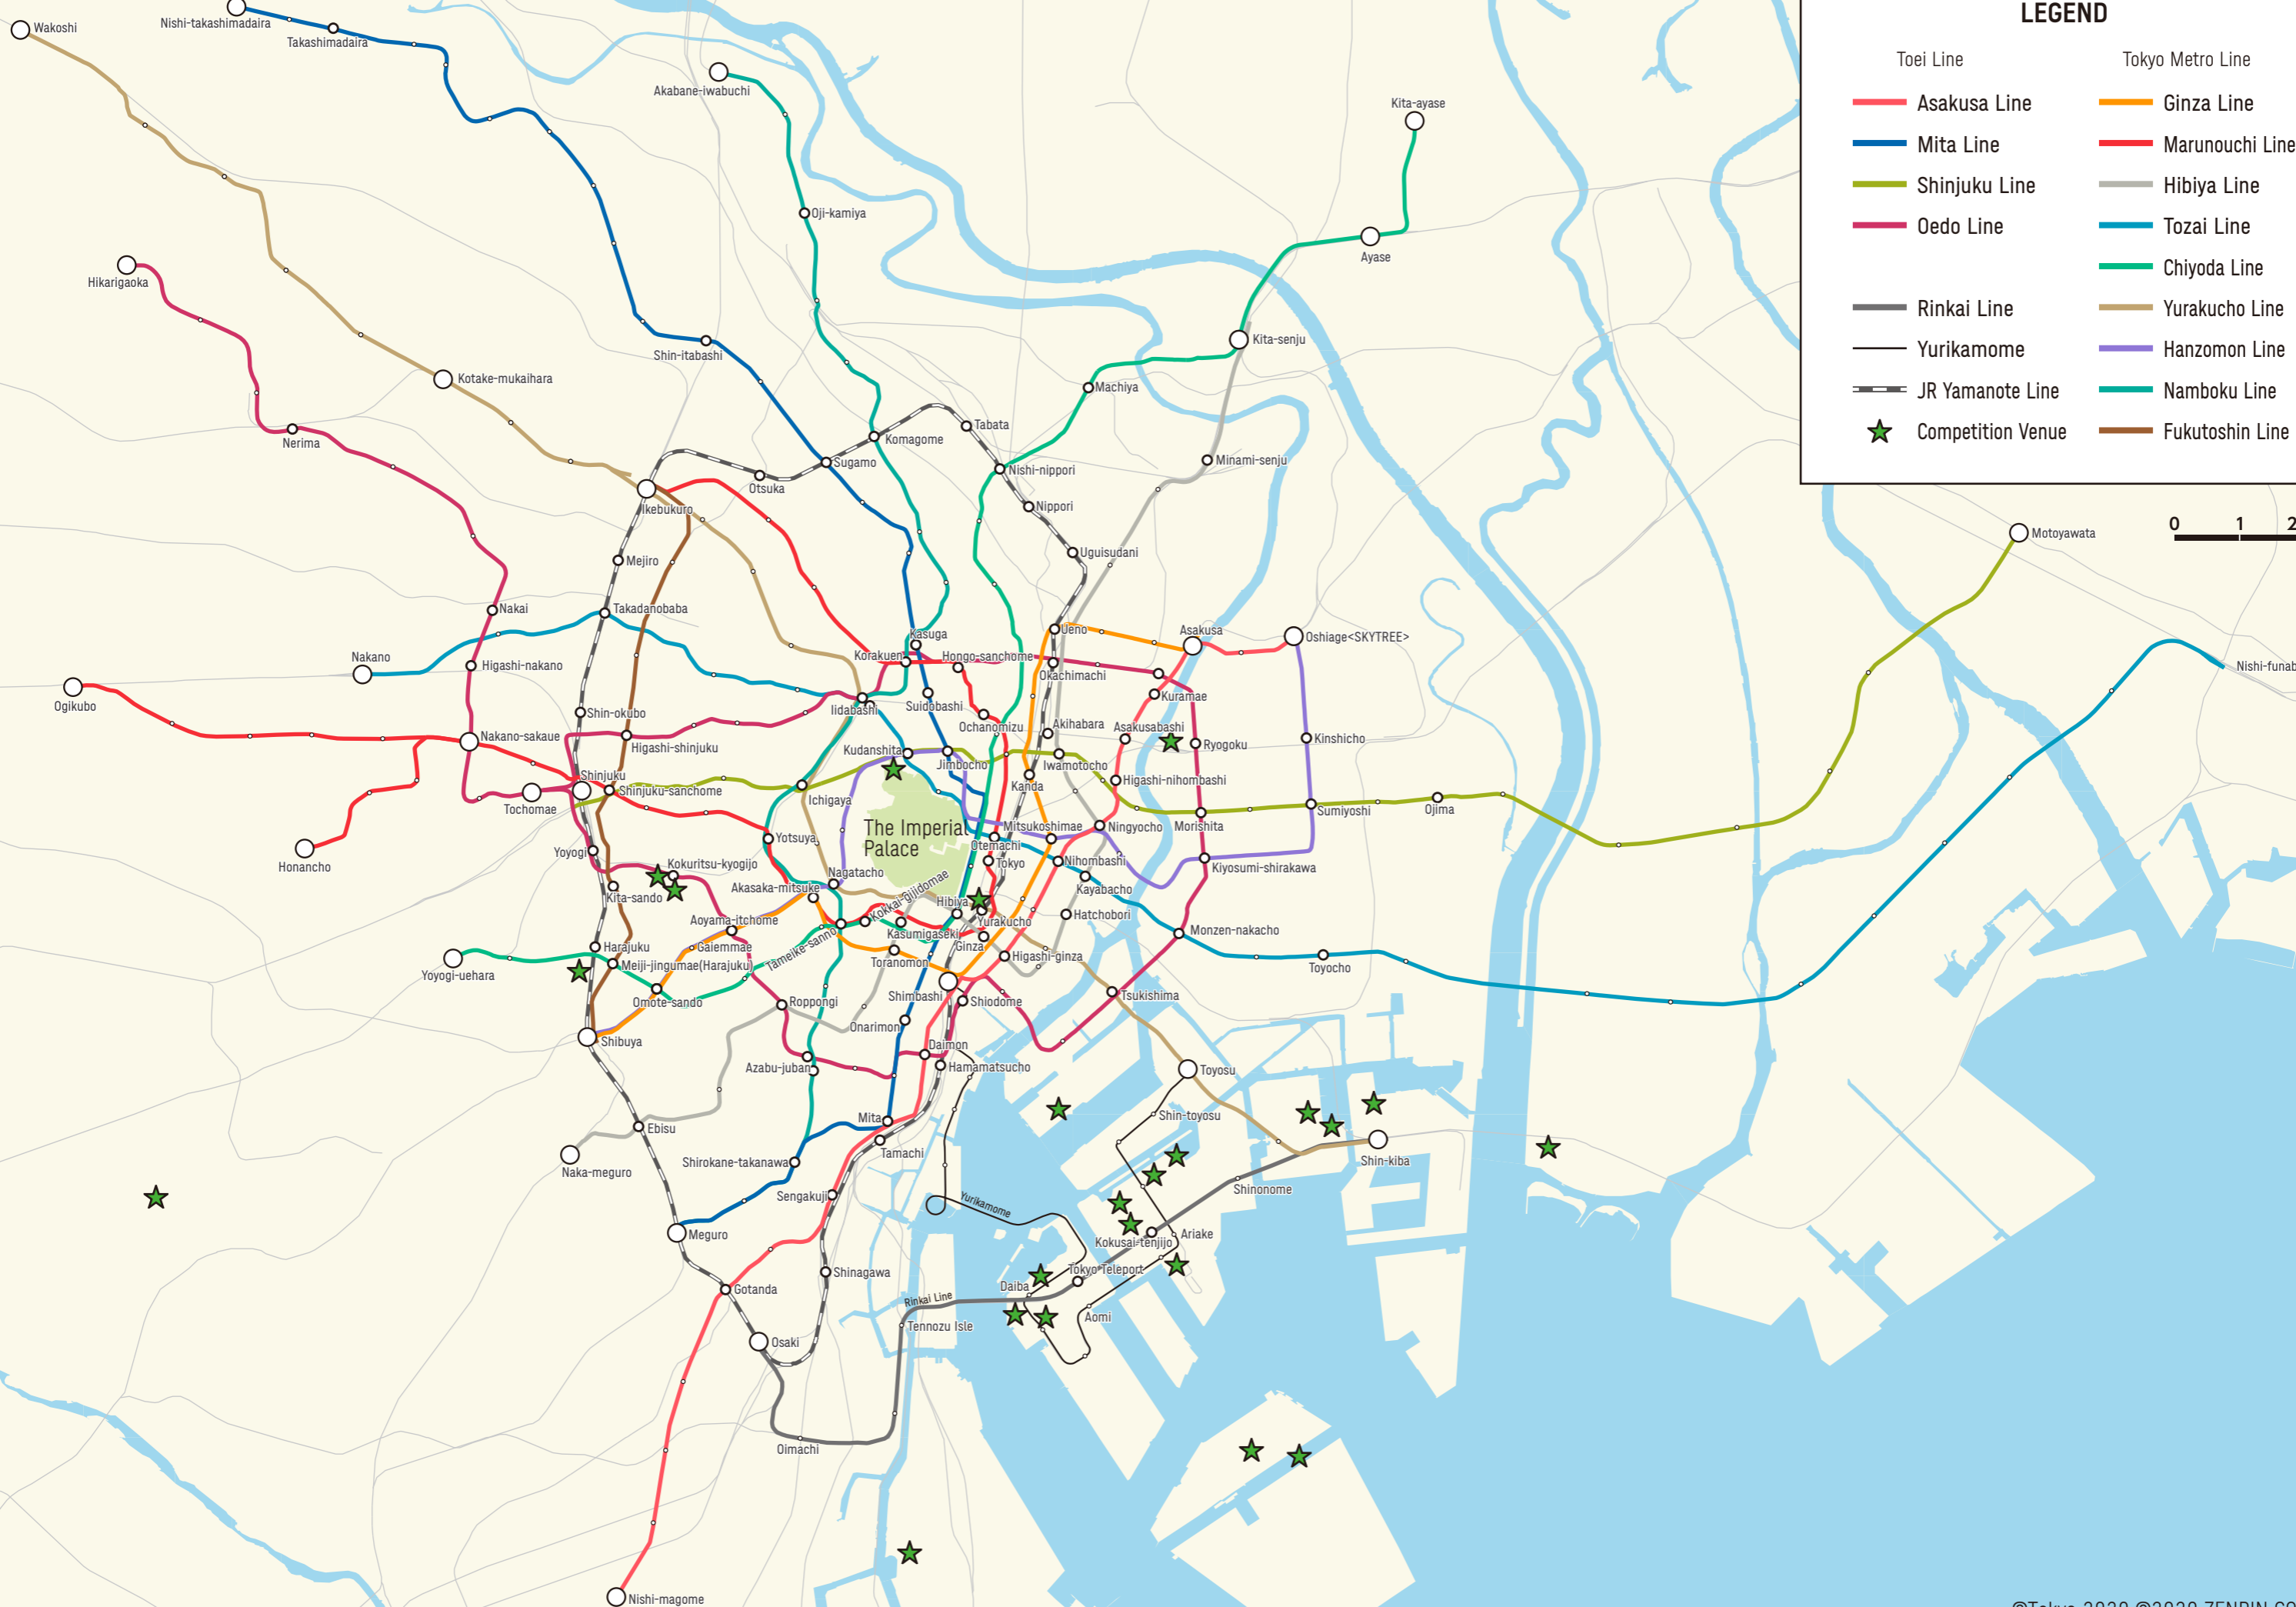 LEGEND
Toei Line
Tokyo Metro Line
Asakusa Line
Ginza Line
Mita Line
Marunouchi Line
Shinjuku Line
Hibiya Line
Oedo Line
Tozai Line
Chiyoda Line
Rinkai Line
Yurakucho Line
Yurikamome
Hanzomon Line
JR Yamanote Line
Namboku Line
Competition Venue
Fukutoshin Line
0 1 2
Wakoshi
Nishi-takashimadaira
Takashimadaira
Akabane-iwabuchi
Kita-ayase
Oji-kamiya
Ayase
Hikarigaoka
Shin-itabashi
Kita-senju
Kotake-mukaihara
Machiya
Nerima
Tabata
Komagome
Sugamo
Nishi-nippori
Minami-senju
Otsuka
Ikebukuro
Nippori
Motoyawata
Uguisudani
Mejiro
Nakai
Takadanobaba
Kasuga
Ueno
Asakusa
Oshiage<SKYTREE>
Nakano
Higashi-nakano
Korakuen
Hongo-sanchome
Okachimachi
Nishi-funab
Ogikubo
Kuramae
Iidabashi
Suidobashi
Shin-okubo
Ochanomizu
Akihabara
Asakusabashi
Nakano-sakaue
Higashi-shinjuku
Kudanshita
Jimbocho
Iwamotocho
Ryogoku
Kinshicho
Shinjuku
Shinjuku-sanchome
Tochomae
Ichigaya
Kanda
Higashi-nihombashi
Sumiyoshi
Ojima
The Imperial
Palace
Mitsukoshimae
Ningyocho
Morishita
Honancho
Yotsuya
Otemachi
Yoyogi
Kokuritsu-kyogijo
Tokyo
Nihombashi
Kiyosumi-shirakawa
Nagatacho
Kayabacho
Akasaka-mitsuke
Kita-sando
Kokkai-gijidomae
Hibiya
Hatchobori
Aoyama-itchome
Yurakucho
Kasumigaseki
Monzen-nakacho
Harajuku
Gaiemmae
Tameike-sanno
Ginza
Toranomon
Higashi-ginza
Yoyogi-uehara
Meiji-jingumae(Harajuku)
Toyocho
Omote-sando
Roppongi
Shimbashi
Shiodome
Tsukishima
Onarimon
Shibuya
Daimon
Azabu-juban
Hamamatsucho
Toyosu
Mita
Shin-toyosu
Ebisu
Tamachi
Naka-meguro
Shirokane-takanawa
Shin-kiba
Sengakuji
Shinonome
Yurikamome
Meguro
Kokusai-tenjijo
Ariake
Shinagawa
Tokyo Teleport
Gotanda
Daiba
Rinkai Line
Aomi
Tennozu Isle
Osaki
Oimachi
Nishi-magome